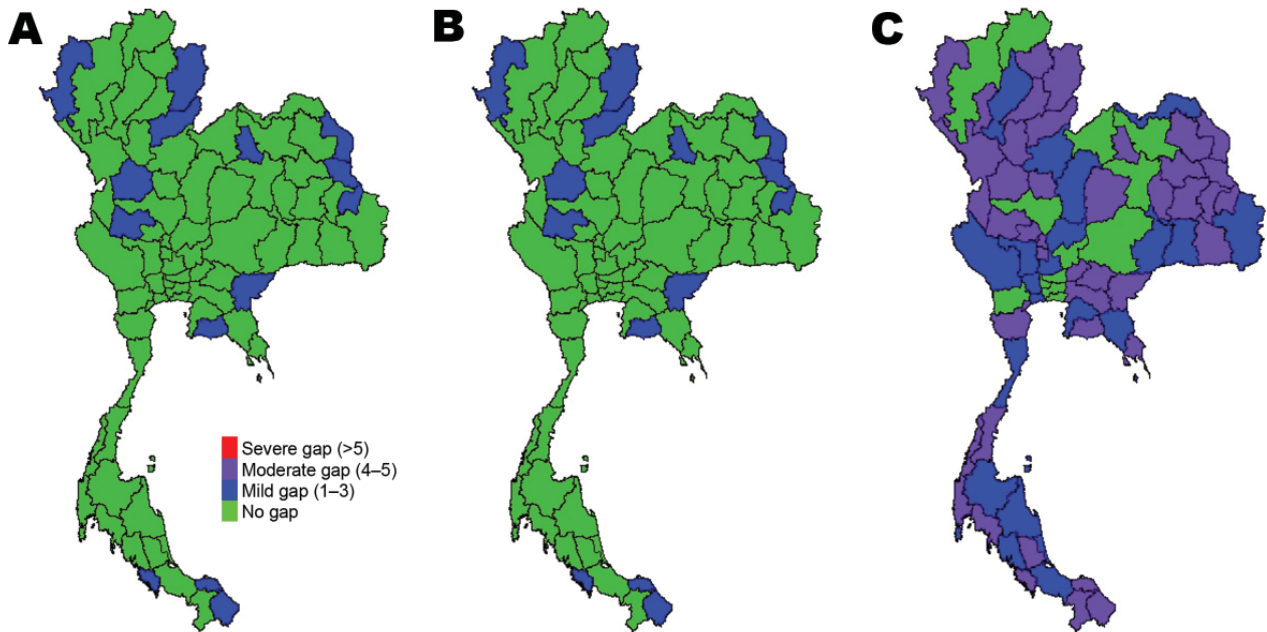 A
B
C
Severe gap (>5)
Moderate gap (4–5)
Mild gap (1–3)
No gap